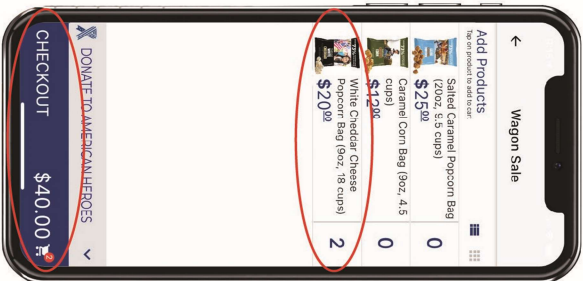 Wagon Sale
Add Products
Tap on product to add to cart
Salted Caramel Popcorn Bag
(20oz, 9.5 cups)
$25.00
0
Caramel Corn Bag (9oz, 4.5
cups)
$12.00
0
White Cheddar Cheese
Popcorn Bag (9oz, 18 cups)
$20.00
2
DONATE TO AMERICAN HEROES
CHECKOUT
$40.00
2